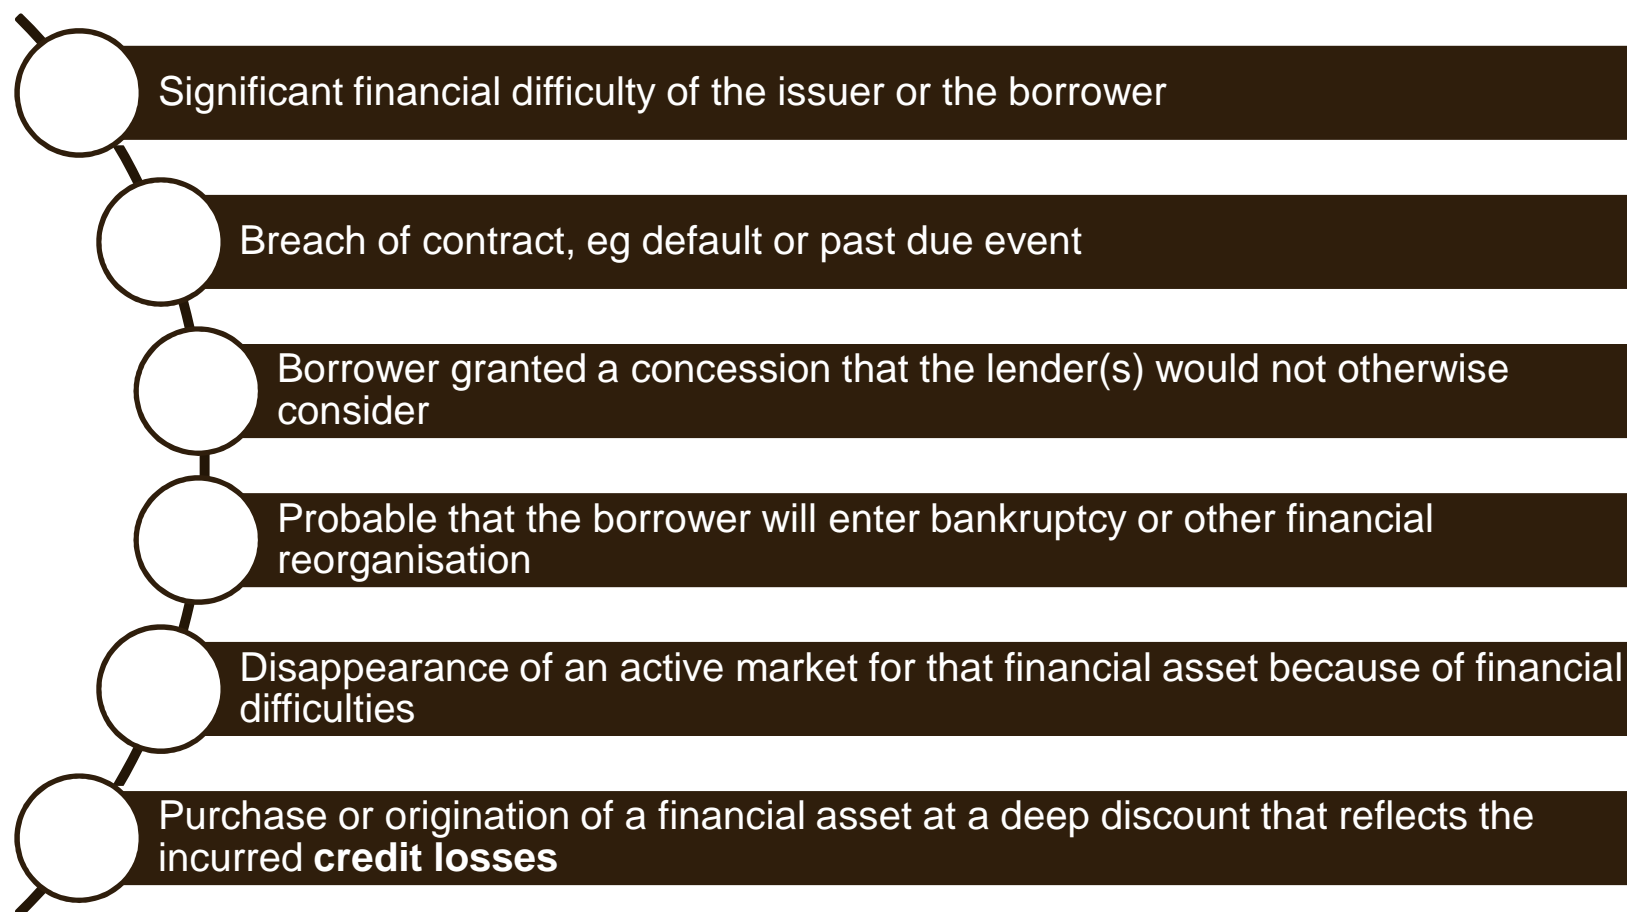 Significant financial difficulty of the issuer or the borrower
Breach of contract, eg default or past due event
Borrower granted a concession that the lender(s) would not otherwise
consider
Probable that the borrower will enter bankruptcy or other financial
reorganisation
Disappearance of an active market for that financial asset because of financial
difficulties
Purchase or origination of a financial asset at a deep discount that reflects the
incurred credit losses